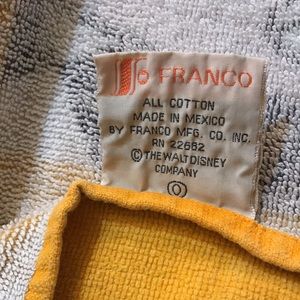 FRANCO
ALL COTTON
MADE IN MEXICO
BY FRANCO MFG. CO. INC.
RN 22662
© THE WALT DISNEY
COMPANY
O